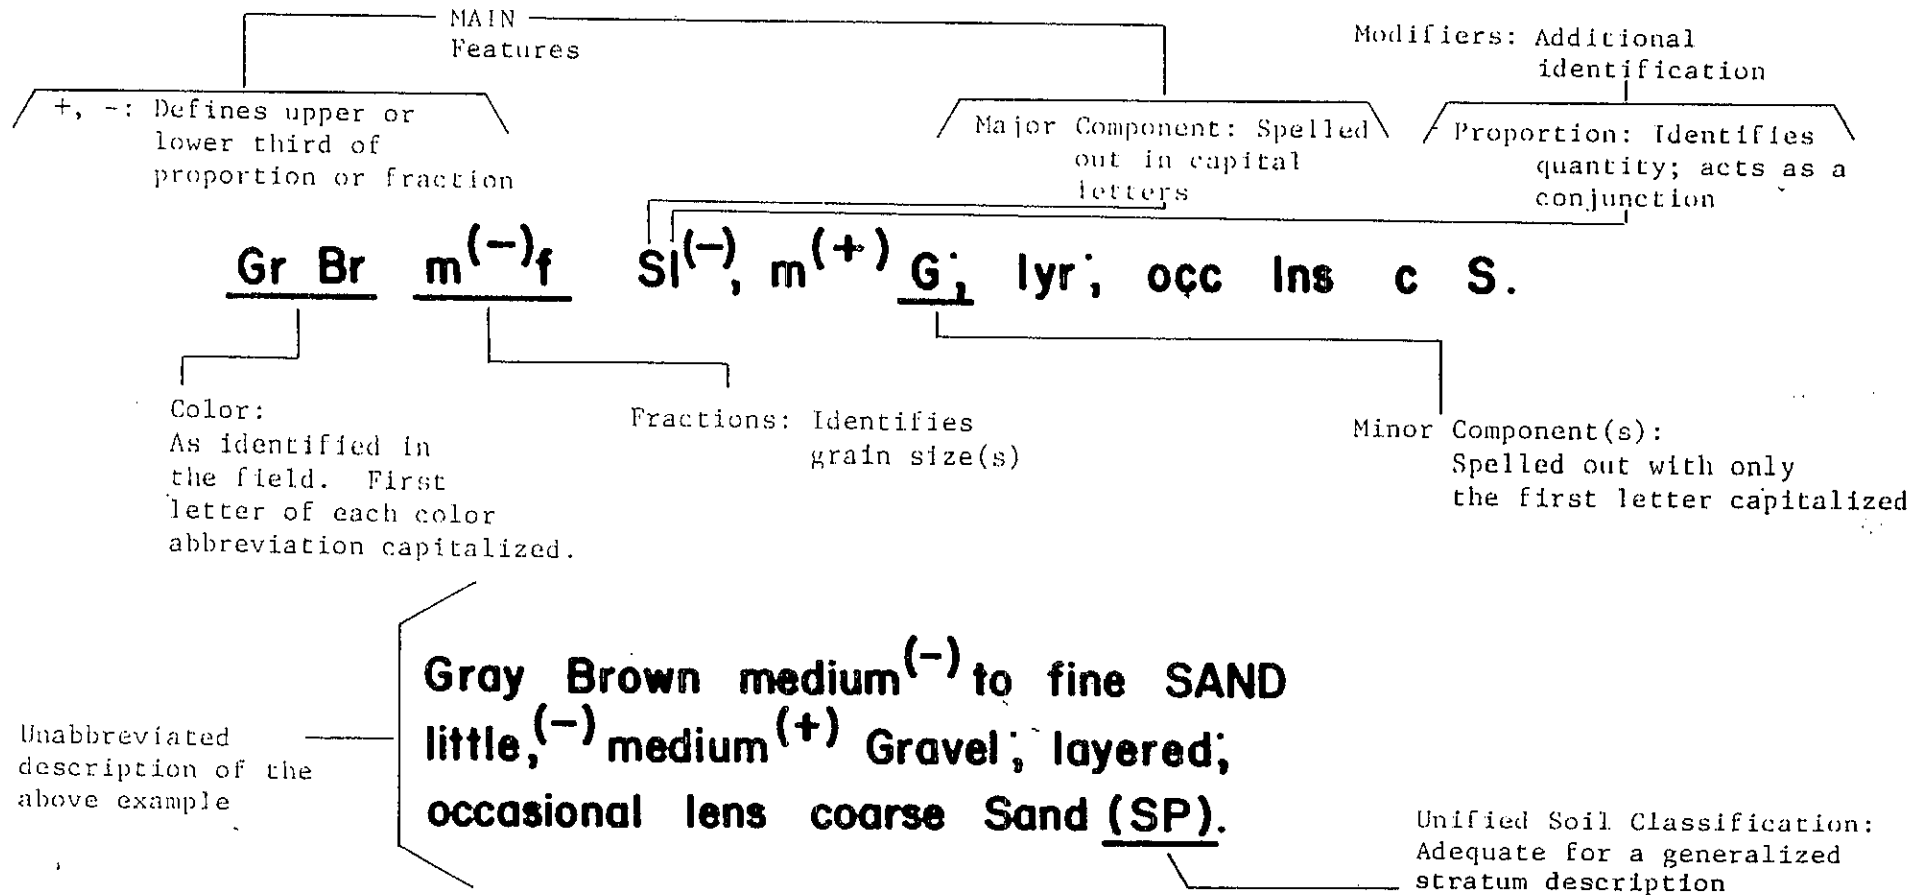 MAIN
Features
Modifiers: Additional
identification
+, -: Defines upper or
lower third of
proportion or fraction
Major Component: Spelled
out in capital
letters
Proportion: Identifies
quantity; acts as a
conjunction
Gr Br m(-)f Sl(-), m(+) G; lyr; occ lns c S.
Color:
As identified in
the field. First
letter of each color
abbreviation capitalized.
Fractions: Identifies
grain size(s)
Minor Component(s):
Spelled out with only
the first letter capitalized
Unabbreviated
description of the
above example
Gray Brown medium(-) to fine SAND
little,(-) medium(+) Gravel; layered;
occasional lens coarse Sand (SP).
Unified Soil Classification:
Adequate for a generalized
stratum description